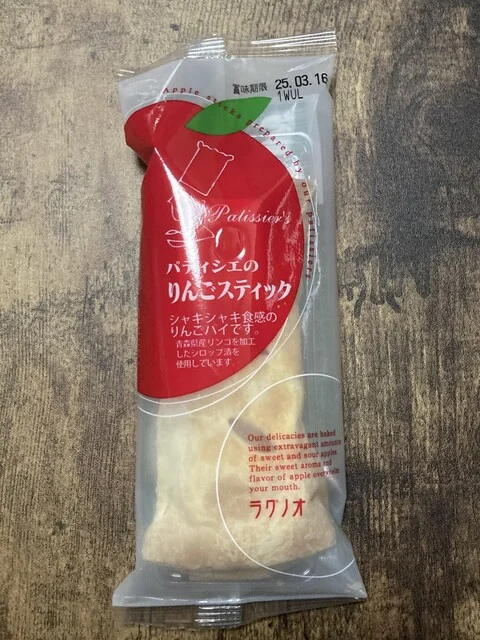 賞味期限 25.03.16
1WUL
Apple sticks prepared by our patissier
Patissier's
パティシエの
りんごスティック
シャキシャキ食感の
りんごパイです。
青森県産リンゴを加工
したシロップ漬を
使用しています。
Our delicacies are baked
using extravagant amounts
of sweet and sour apples.
Their sweet aroma and
flavor of apple
your mouth.
ラグノオ